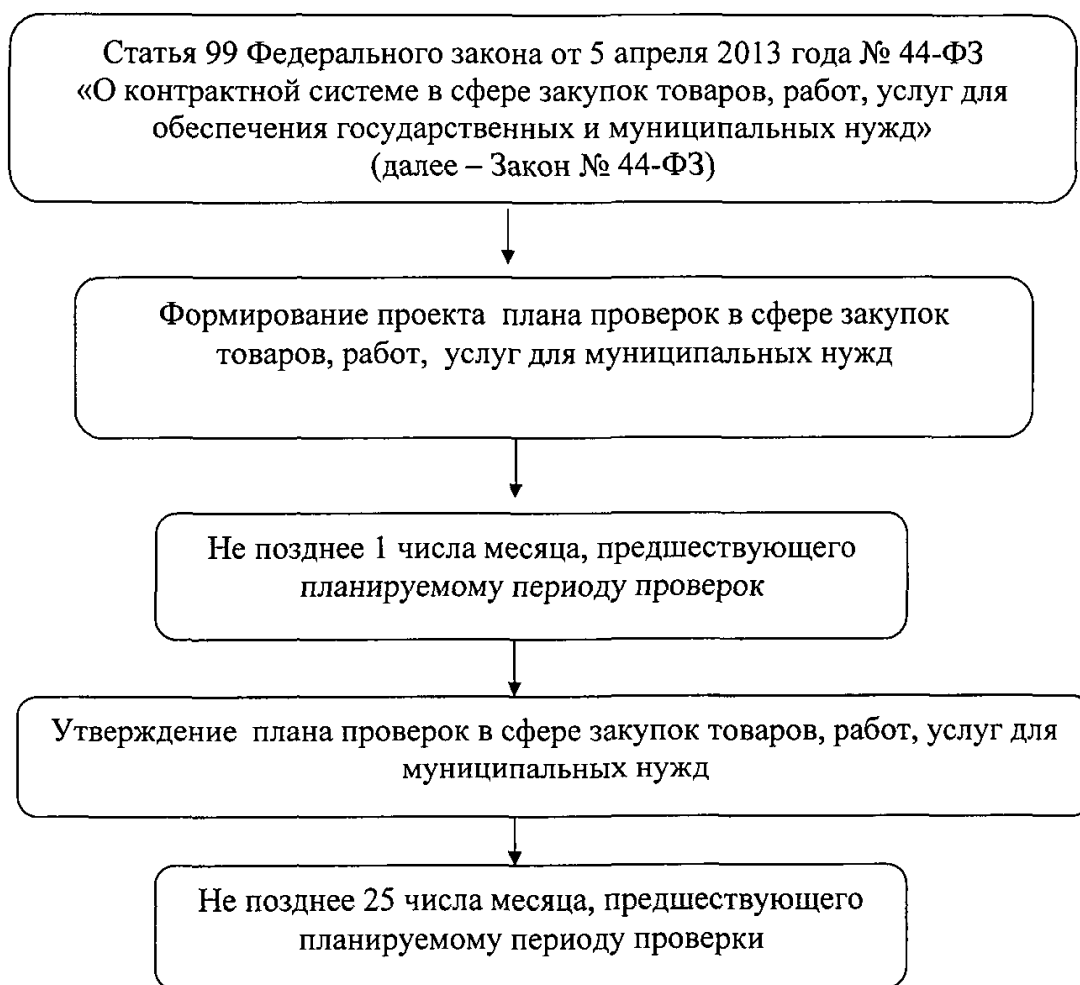 Статья 99 Федерального закона от 5 апреля 2013 года № 44-ФЗ
«О контрактной системе в сфере закупок товаров, работ, услуг для
обеспечения государственных и муниципальных нужд»
(далее – Закон № 44-ФЗ)
Формирование проекта плана проверок в сфере закупок
товаров, работ, услуг для муниципальных нужд
Не позднее 1 числа месяца, предшествующего
планируемому периоду проверок
Утверждение плана проверок в сфере закупок товаров, работ, услуг для
муниципальных нужд
Не позднее 25 числа месяца, предшествующего
планируемому периоду проверки